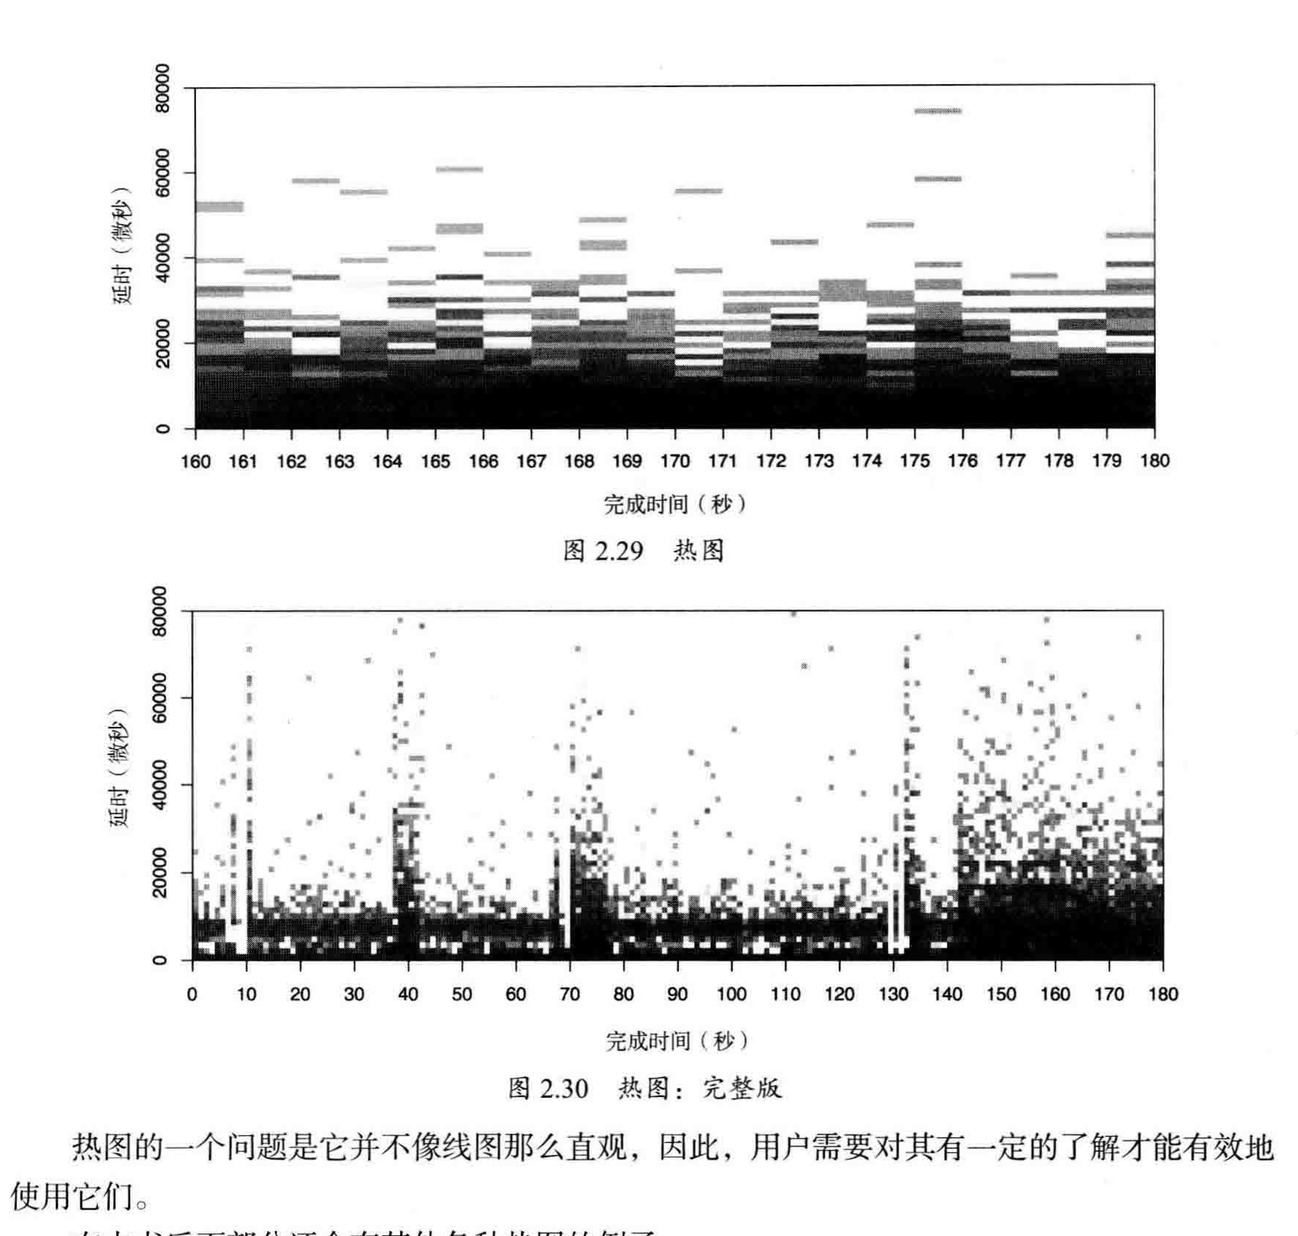 80000
60000
40000
20000
0
延时（微秒）
160 161 162 163 164 165 166 167 168 169 170 171 172 173 174 175 176 177 178 179 180
完成时间（秒）
图 2.29 热图
80000
60000
40000
20000
0
延时（微秒）
0 10 20 30 40 50 60 70 80 90 100 110 120 130 140 150 160 170 180
完成时间（秒）
图 2.30 热图：完整版
热图的一个问题是它并不像线图那么直观，因此，用户需要对其有一定的了解才能有效地
使用它们。